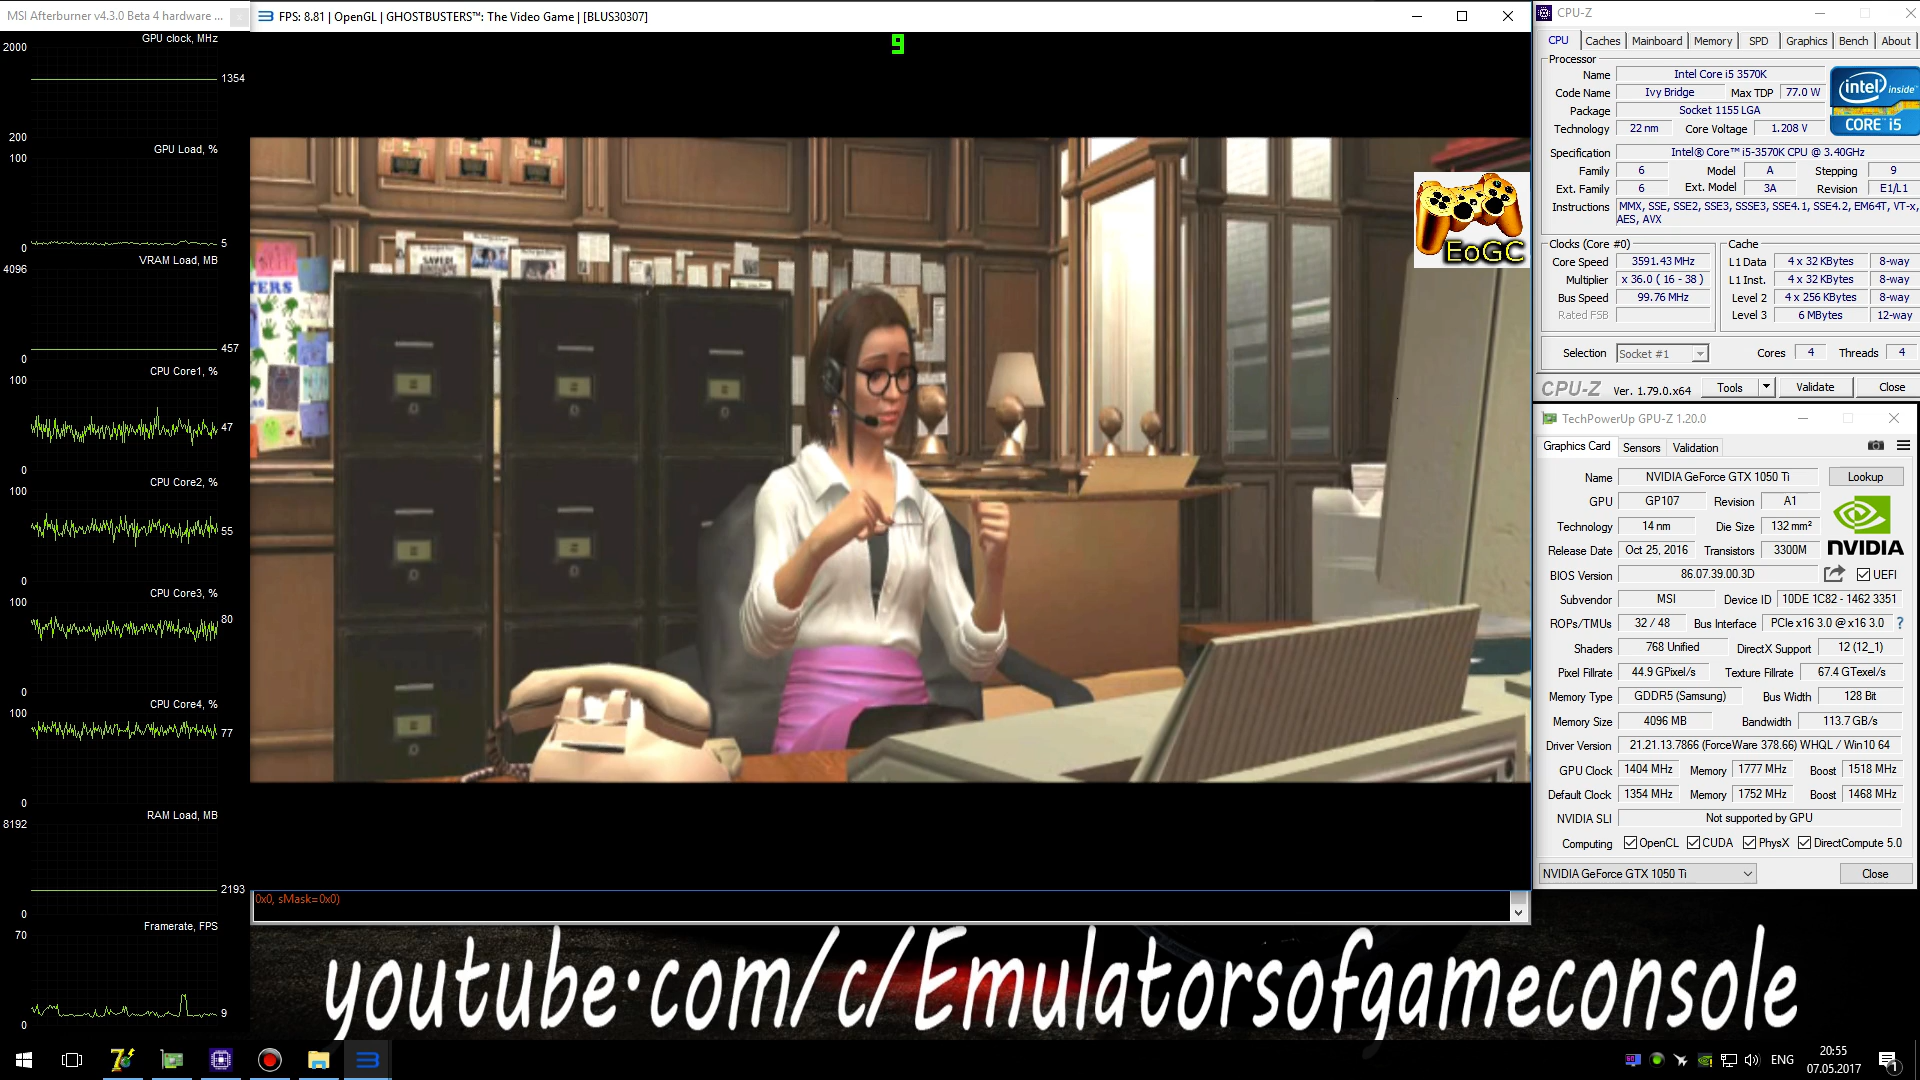 MSI Afterburner v4.3.0 Beta 4 hardware ...
GPU clock, MHz
2000
1354
200
GPU Load, %
100
5
0
VRAM Load, MB
4096
457
0
CPU Core1, %
100
47
0
CPU Core2, %
100
55
0
CPU Core3, %
100
80
0
CPU Core4, %
100
77
0
RAM Load, MB
8192
2193
0
Framerate, FPS
70
9
0
FPS: 8.81 | OpenGL | GHOSTBUSTERS™: The Video Game | [BLUS30307]
9
EoGC
0x0, sMask=0x0)
youtube.com/c/Emulatorsofgameconsole
CPU-Z
CPU Caches Mainboard Memory SPD Graphics Bench About
Processor
Name Intel Core i5 3570K
Code Name Ivy Bridge Max TDP 77.0 W
Package Socket 1155 LGA
Technology 22 nm Core Voltage 1.208 V
intel inside™
CORE™ i5
Specification Intel® Core™ i5-3570K CPU @ 3.40GHz
Family 6 Model A Stepping 9
Ext. Family 6 Ext. Model 3A Revision E1/L1
Instructions MMX, SSE, SSE2, SSE3, SSSE3, SSE4.1, SSE4.2, EM64T, VT-x,
AES, AVX
Clocks (Core #0)
Core Speed 3591.43 MHz
Multiplier x 36.0 ( 16 - 38 )
Bus Speed 99.76 MHz
Rated FSB
Cache
L1 Data 4 x 32 KBytes 8-way
L1 Inst. 4 x 32 KBytes 8-way
Level 2 4 x 256 KBytes 8-way
Level 3 6 MBytes 12-way
Selection Socket #1 Cores 4 Threads 4
CPU-Z Ver. 1.79.0.x64 Tools Validate Close
TechPowerUp GPU-Z 1.20.0
Graphics Card Sensors Validation
Name NVIDIA GeForce GTX 1050 Ti Lookup
GPU GP107 Revision A1
Technology 14 nm Die Size 132 mm²
Release Date Oct 25, 2016 Transistors 3300M
NVIDIA
BIOS Version 86.07.39.00.3D UEFI
Subvendor MSI Device ID 10DE 1C82 - 1462 3351
ROPs/TMUs 32 / 48 Bus Interface PCIe x16 3.0 @ x16 3.0 ?
Shaders 768 Unified DirectX Support 12 (12_1)
Pixel Fillrate 44.9 GPixel/s Texture Fillrate 67.4 GTexel/s
Memory Type GDDR5 (Samsung) Bus Width 128 Bit
Memory Size 4096 MB Bandwidth 113.7 GB/s
Driver Version 21.21.13.7866 (ForceWare 378.66) WHQL / Win10 64
GPU Clock 1404 MHz Memory 1777 MHz Boost 1518 MHz
Default Clock 1354 MHz Memory 1752 MHz Boost 1468 MHz
NVIDIA SLI Not supported by GPU
Computing OpenCL CUDA PhysX DirectCompute 5.0
NVIDIA GeForce GTX 1050 Ti Close
ENG
20:55
07.05.2017
1